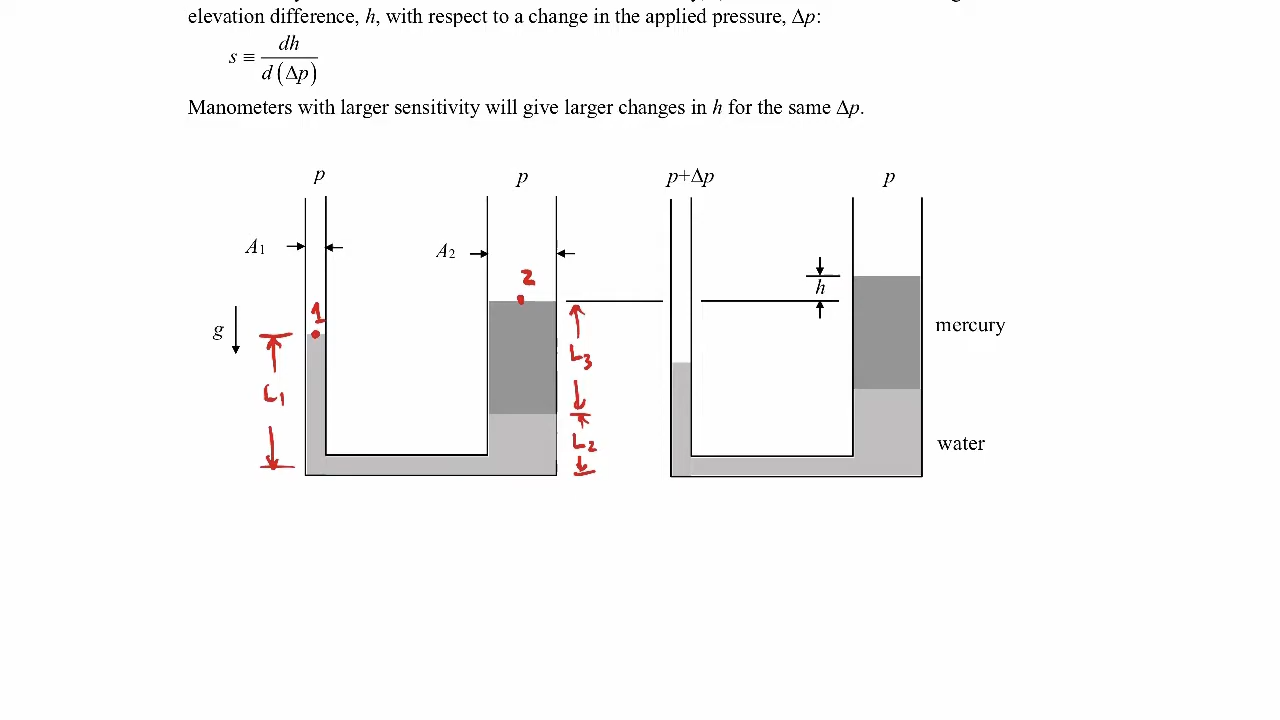 elevation difference, h, with respect to a change in the applied pressure, Δp:
s ≡ dh / d(Δp)
Manometers with larger sensitivity will give larger changes in h for the same Δp.
p p p+Δp p
A1 A2
2
h
1
g
mercury
L3
L1
L2
water